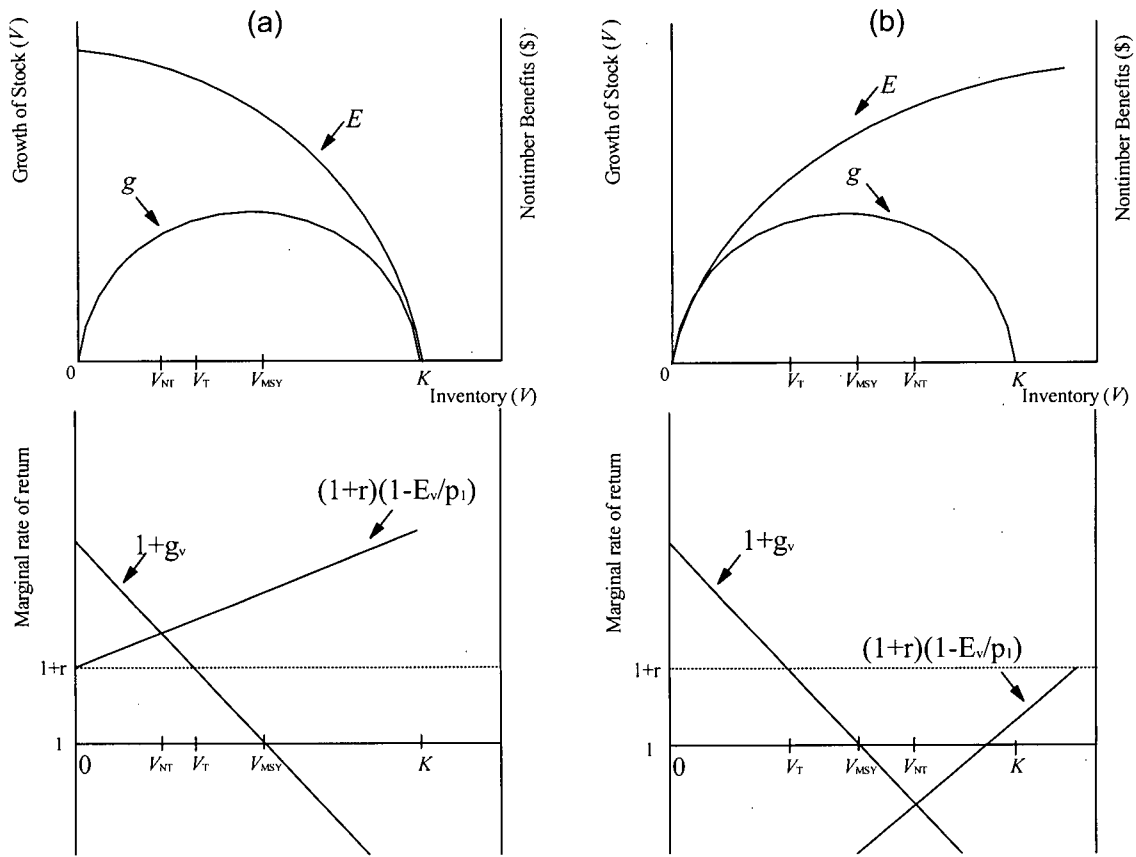 (a)
Growth of Stock (V)
Nontimber Benefits ($)
E
g
0
V_NT
V_T
V_MSY
K
Inventory (V)
(b)
Growth of Stock (V)
Nontimber Benefits ($)
E
g
0
V_T
V_MSY
V_NT
K
Inventory (V)
Marginal rate of return
(1+r)(1-E_v/p_1)
1+g_v
1+r
1
0
V_NT
V_T
V_MSY
K
Marginal rate of return
1+g_v
(1+r)(1-E_v/p_1)
1+r
1
0
V_T
V_MSY
V_NT
K